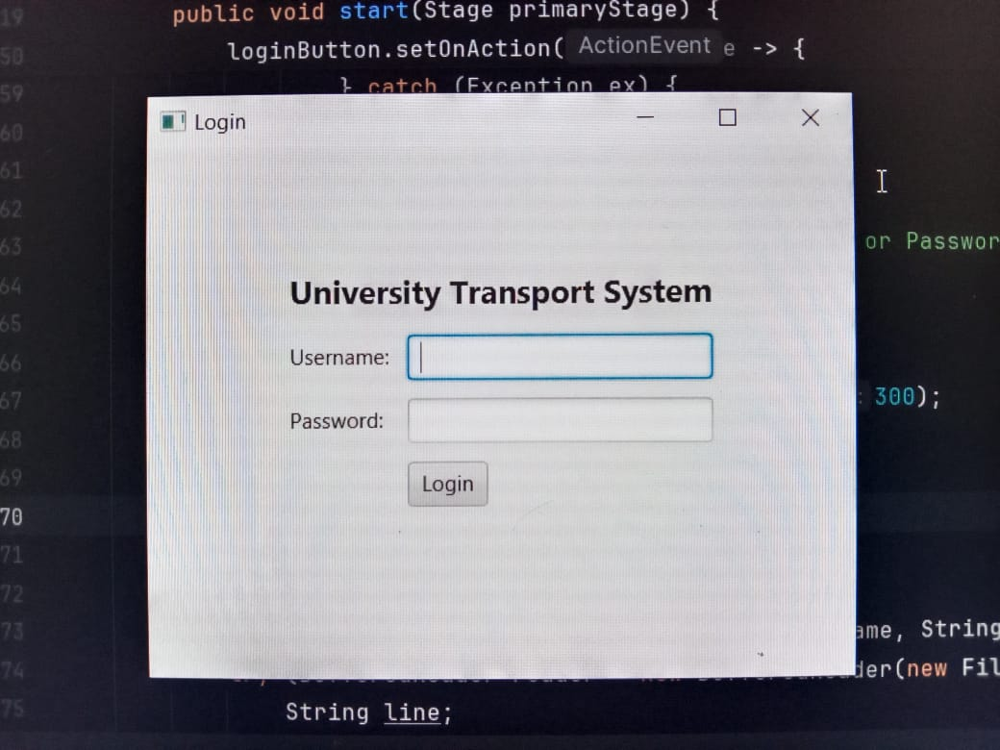 19 public void start(Stage primaryStage) {
50 loginButton.setOnAction( ActionEvent e -> {
59 } catch (Exception ex) {
60
Login
61
62
63 or Passwor
64
University Transport System
65
66 Username:
67 : 300);
68 Password:
69
Login
70
71
72
73 ame, String
74 der(new Fil
75 String line;